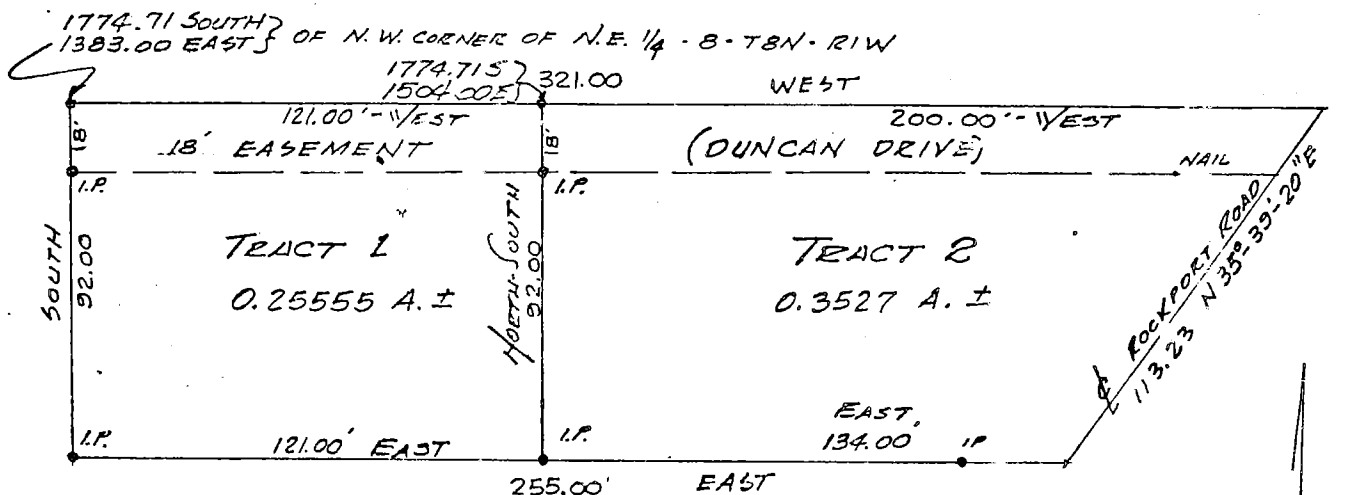 1774.71 SOUTH }
1383.00 EAST } OF N.W. CORNER OF N.E. 1/4 - 8 - T8N - R1W
1774.71 S }
1504.00 E }
321.00
WEST
121.00' - WEST
200.00' - WEST
18'
18' EASEMENT
18'
(DUNCAN DRIVE)
NAIL
I.P.
I.P.
SOUTH
92.00
TRACT 1
0.25555 A. ±
NORTH-SOUTH
92.00
TRACT 2
0.3527 A. ±
℄ ROCKPORT ROAD
113.23 N 35°-39'-20"E
I.P.
121.00' EAST
I.P.
EAST
134.00'
IP
255.00'
EAST